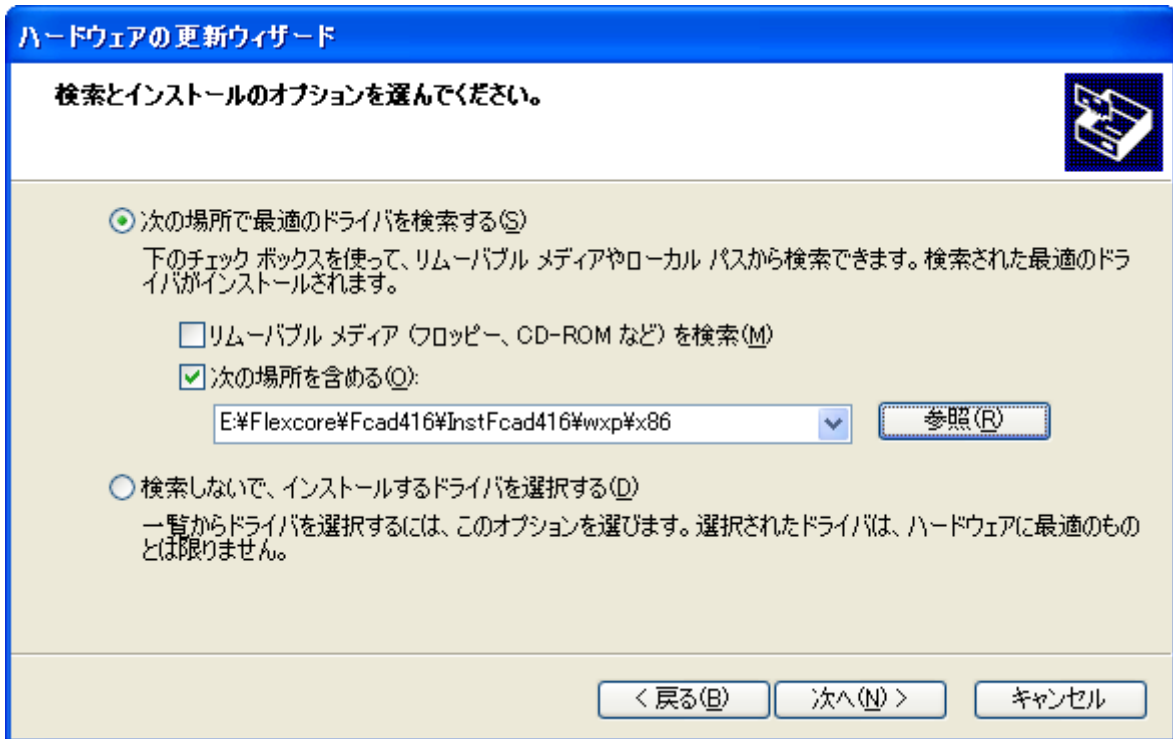 ハードウェアの更新ウィザード
検索とインストールのオプションを選んでください。
次の場所で最適のドライバを検索する(S)
下のチェック ボックスを使って、リムーバブル メディアやローカル パスから検索できます。検索された最適のドラ
イバがインストールされます。
リムーバブル メディア (フロッピー、CD-ROM など) を検索(M)
次の場所を含める(O):
E:¥Flexcore¥Fcad416¥InstFcad416¥wxp¥x86
参照(R)
検索しないで、インストールするドライバを選択する(D)
一覧からドライバを選択するには、このオプションを選びます。選択されたドライバは、ハードウェアに最適のもの
とは限りません。
< 戻る(B)
次へ(N) >
キャンセル